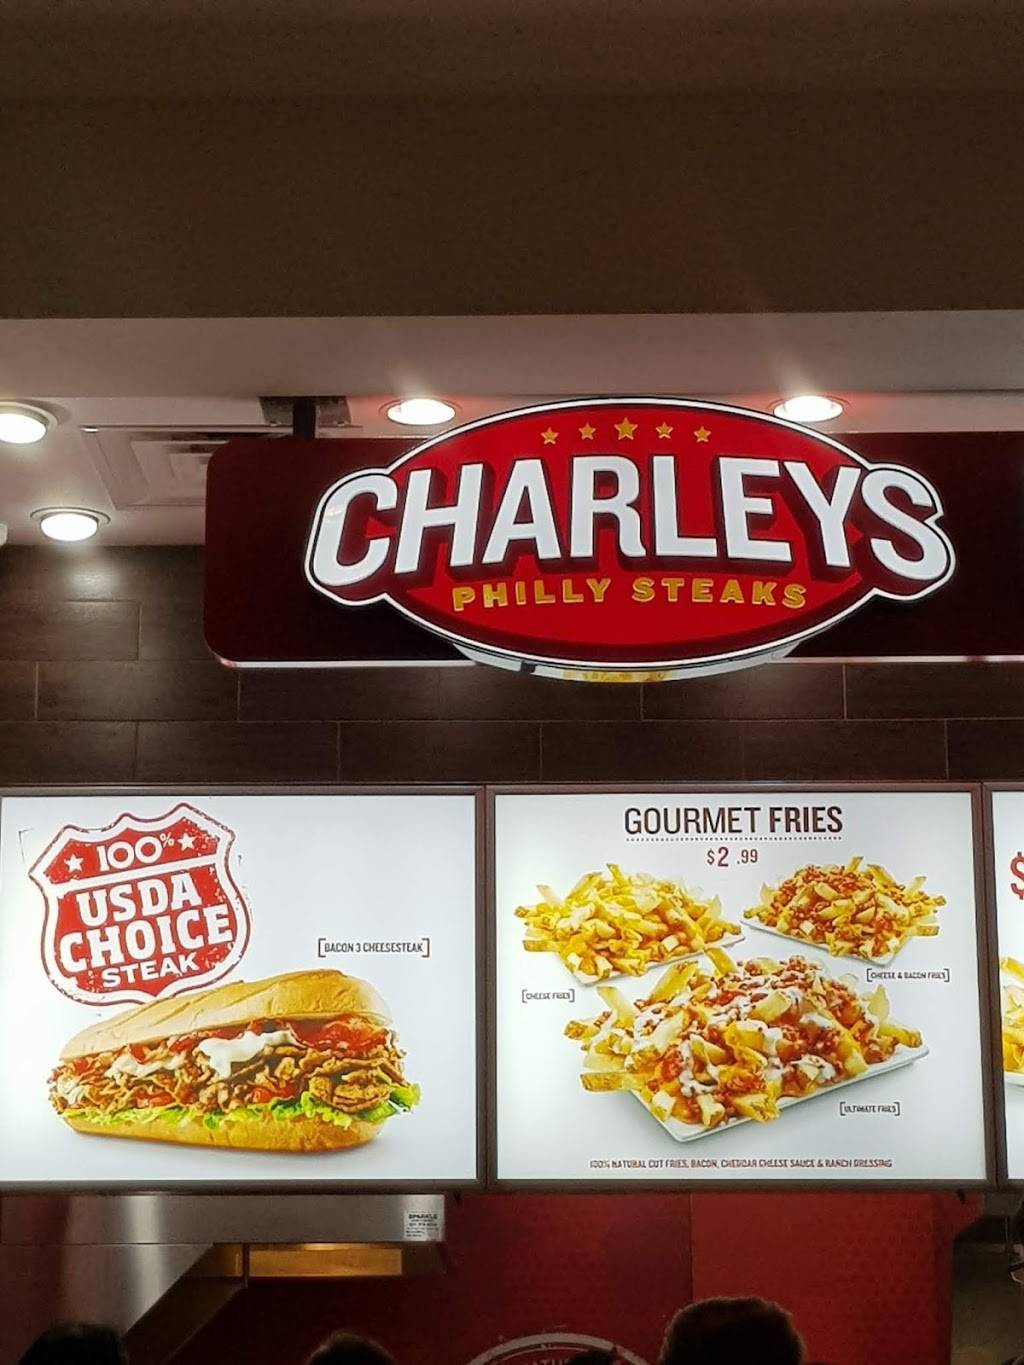 CHARLEYS
PHILLY STEAKS
100%
USDA
CHOICE
STEAK
[BACON 3 CHEESESTEAK]
GOURMET FRIES
$2.99
[CHEESE FRIES]
[CHEESE & BACON FRIES]
[ULTIMATE FRIES]
100% NATURAL CUT FRIES, BACON, CHEDDAR CHEESE SAUCE & RANCH DRESSING
$
SPARKLE